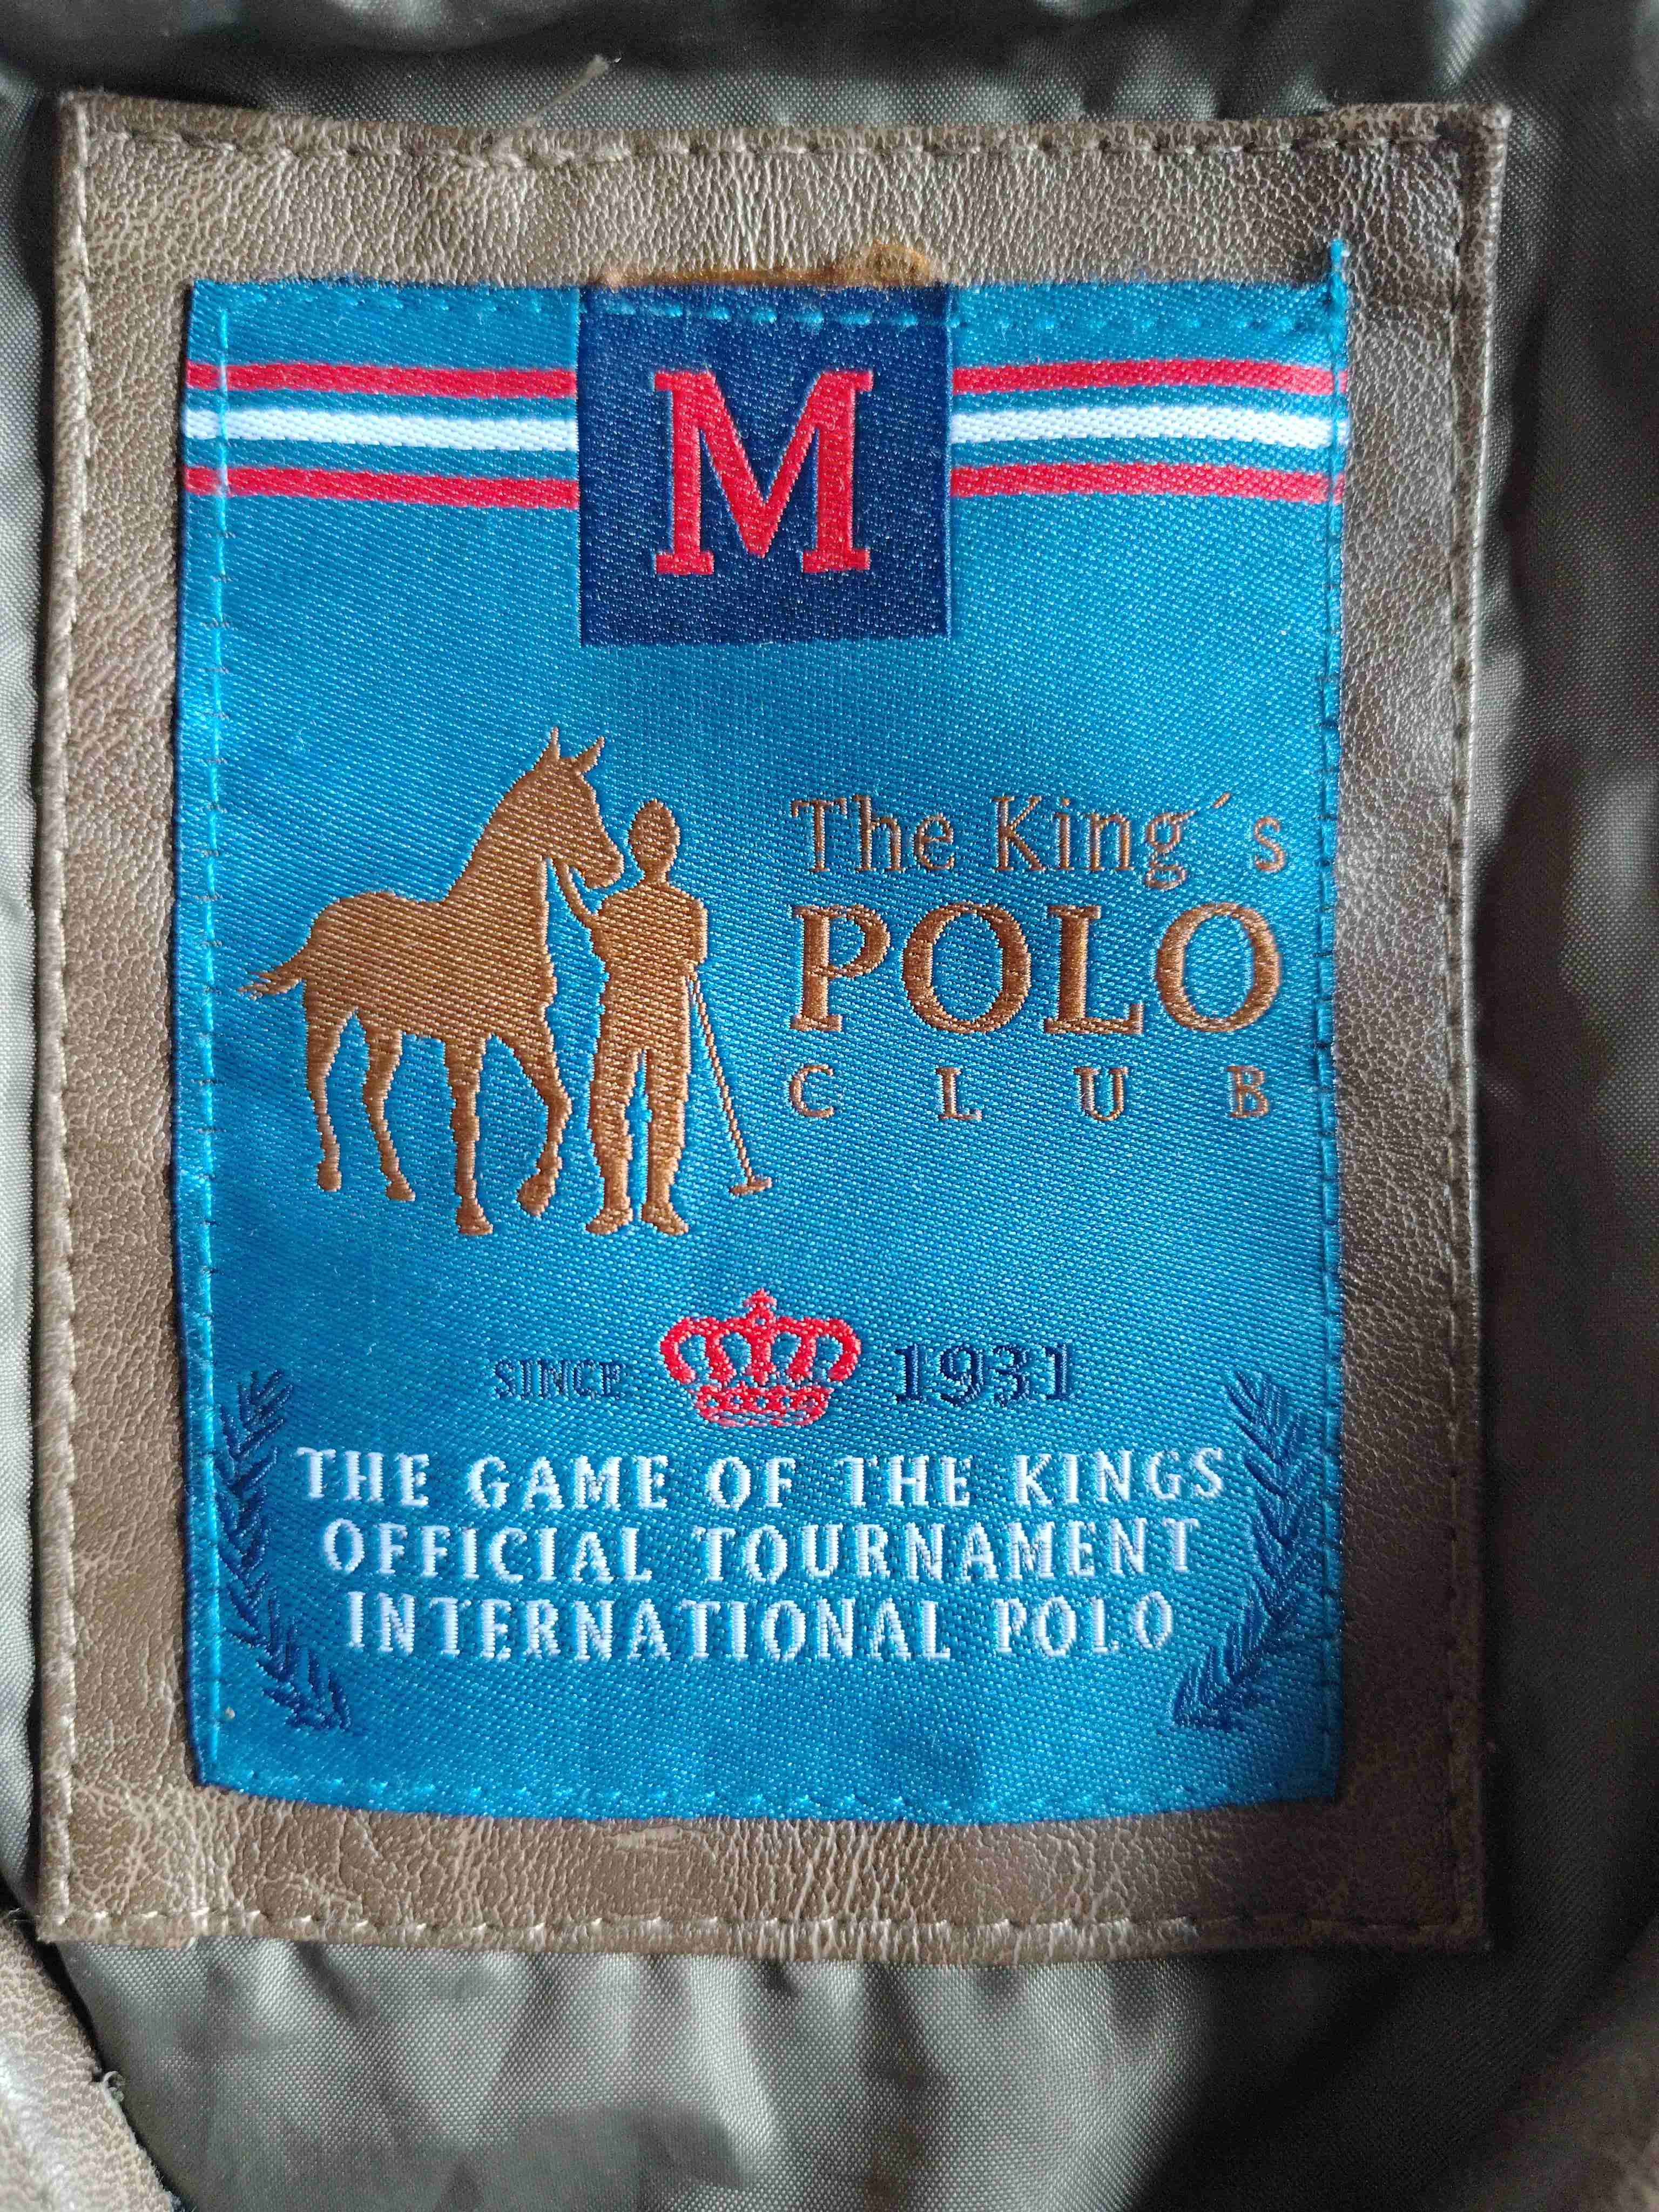 M
The King´s
POLO
CLUB
SINCE 1931
THE GAME OF THE KINGS
OFFICIAL TOURNAMENT
INTERNATIONAL POLO